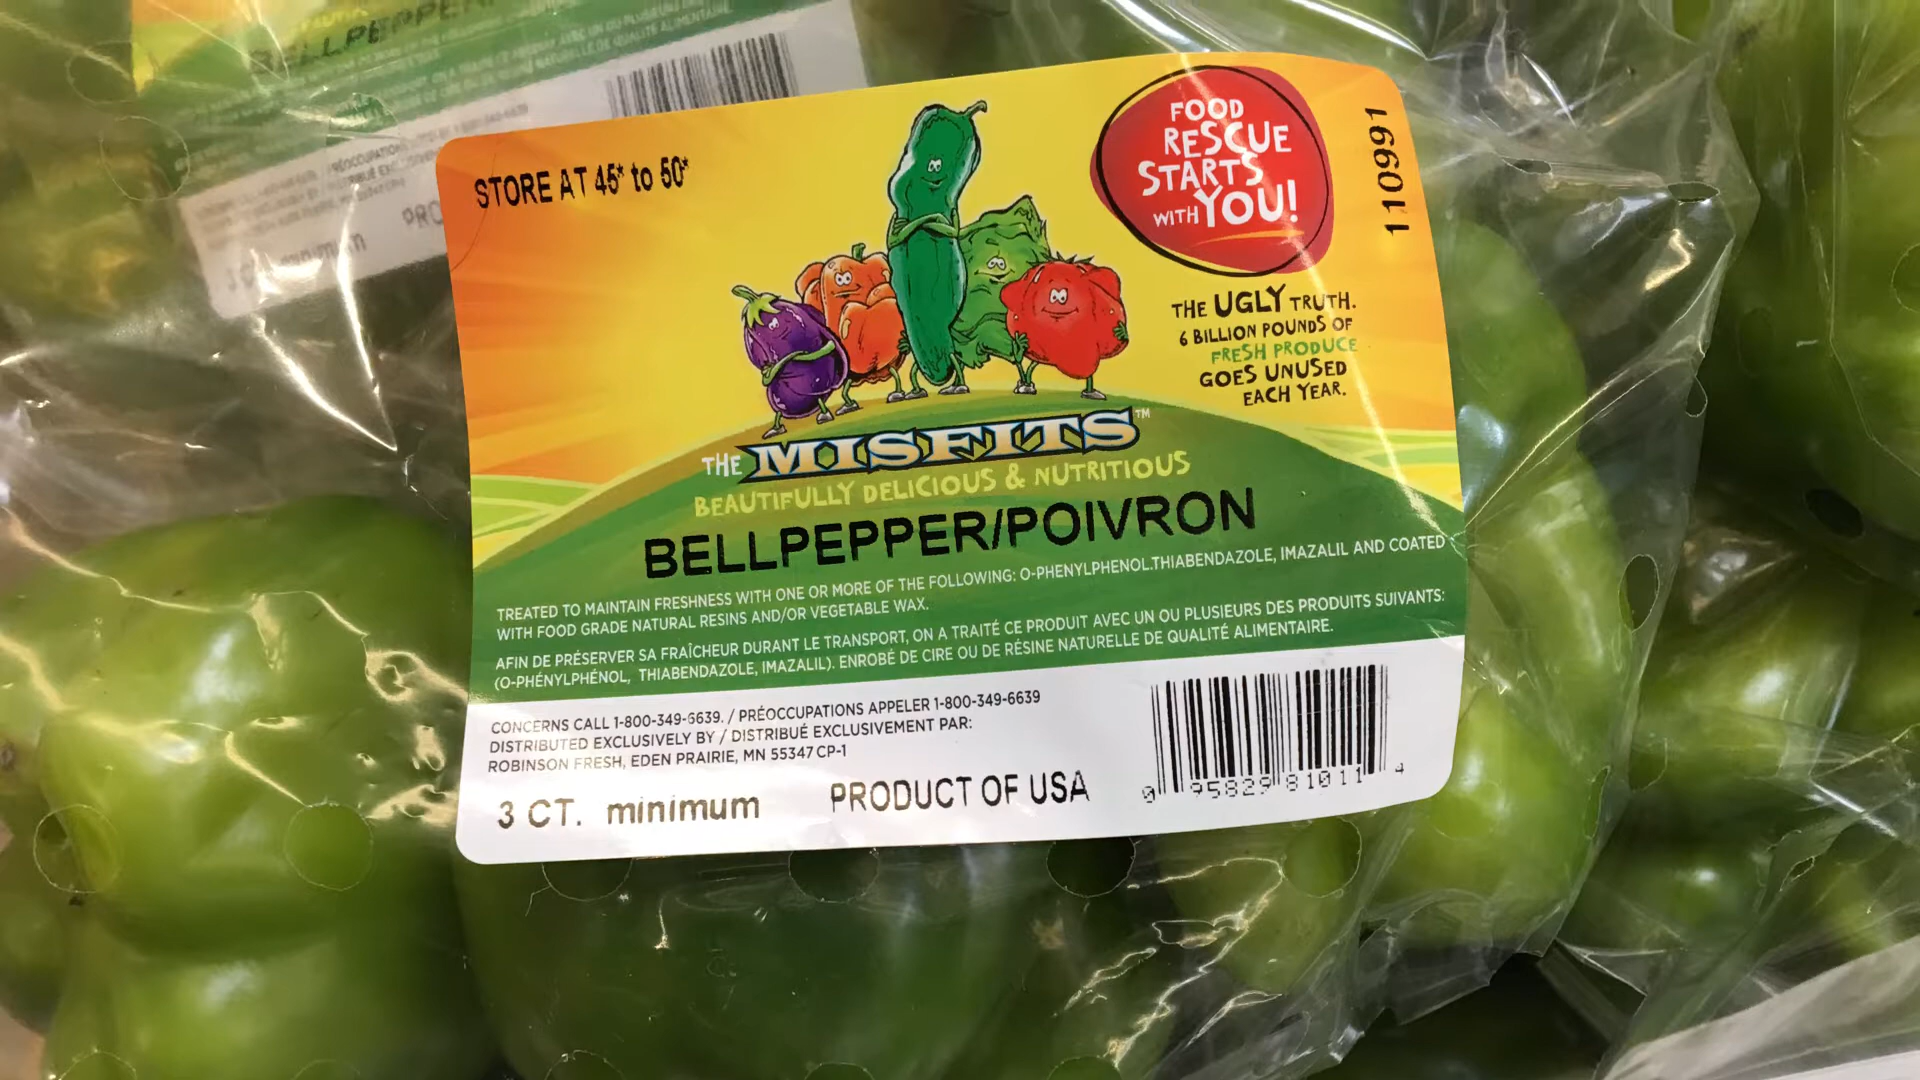 BELLPEPPER
STORE AT 45* to 50*
FOOD
RESCUE
STARTS
WITH YOU!
110991
THE UGLY TRUTH.
6 BILLION POUNDS OF
FRESH PRODUCE
GOES UNUSED
EACH YEAR.
THE MISFITS™
BEAUTIFULLY DELICIOUS & NUTRITIOUS
BELLPEPPER/POIVRON
TREATED TO MAINTAIN FRESHNESS WITH ONE OR MORE OF THE FOLLOWING: O-PHENYLPHENOL.THIABENDAZOLE, IMAZALIL AND COATED
WITH FOOD GRADE NATURAL RESINS AND/OR VEGETABLE WAX.
AFIN DE PRÉSERVER SA FRAÎCHEUR DURANT LE TRANSPORT, ON A TRAITÉ CE PRODUIT AVEC UN OU PLUSIEURS DES PRODUITS SUIVANTS:
(O-PHÉNYLPHÉNOL, THIABENDAZOLE, IMAZALIL). ENROBÉ DE CIRE OU DE RÉSINE NATURELLE DE QUALITÉ ALIMENTAIRE.
CONCERNS CALL 1-800-349-6639. / PRÉOCCUPATIONS APPELER 1-800-349-6639
DISTRIBUTED EXCLUSIVELY BY / DISTRIBUÉ EXCLUSIVEMENT PAR:
ROBINSON FRESH, EDEN PRAIRIE, MN 55347 CP-1
3 CT. minimum PRODUCT OF USA
0 95829 81011 4